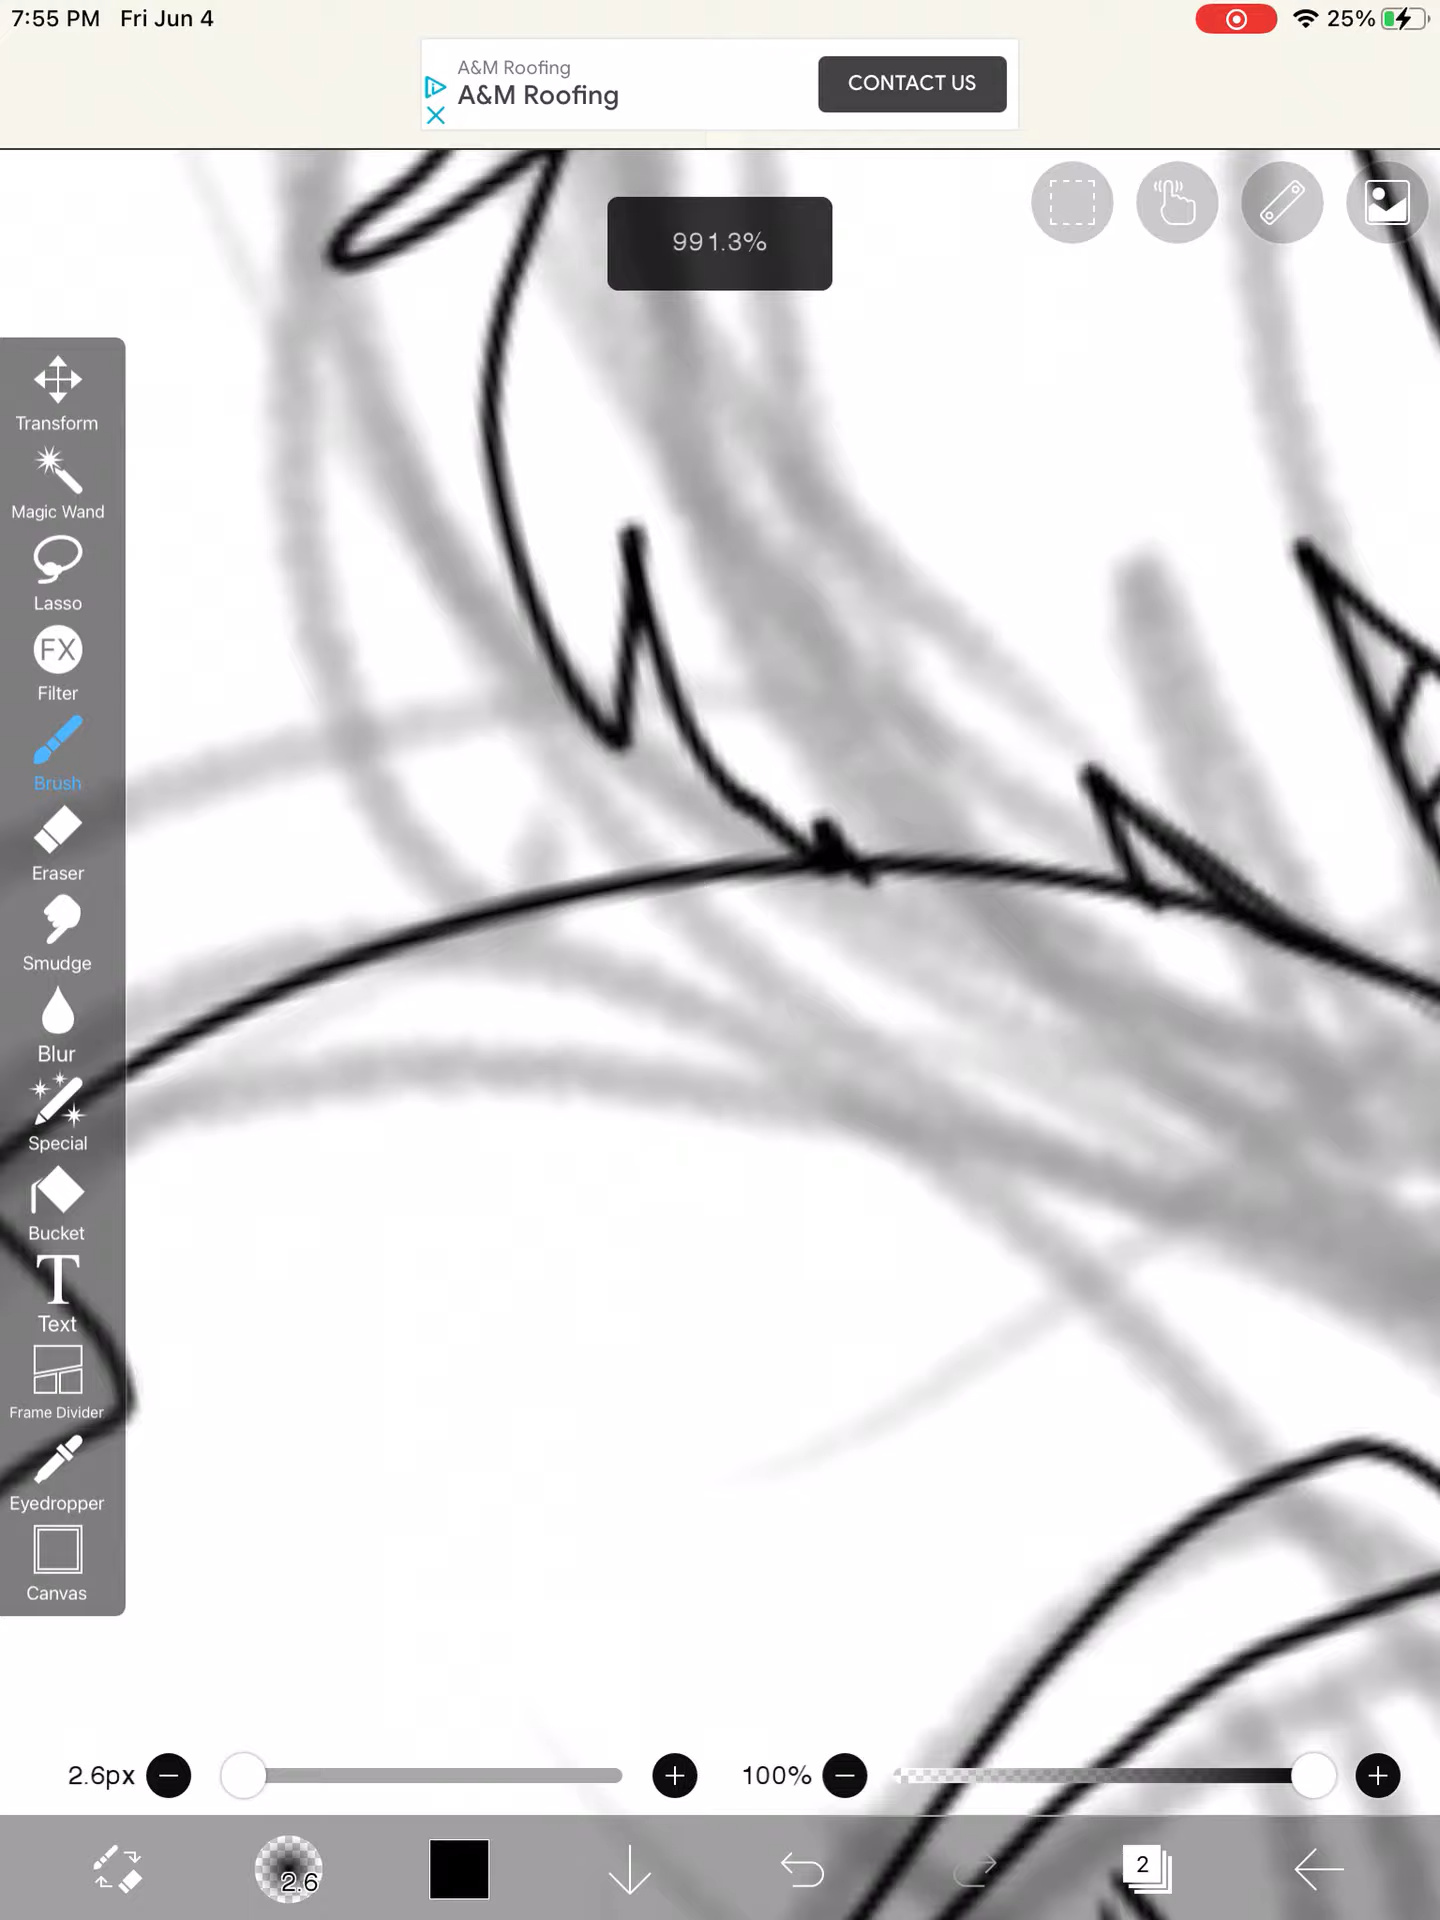 7:55 PM Fri Jun 4
25%
A&M Roofing
A&M Roofing
CONTACT US
991.3%
Transform
Magic Wand
Lasso
FX
Filter
Brush
Eraser
Smudge
Blur
Special
Bucket
T
Text
Frame Divider
Eyedropper
Canvas
2.6px
100%
2.6
2